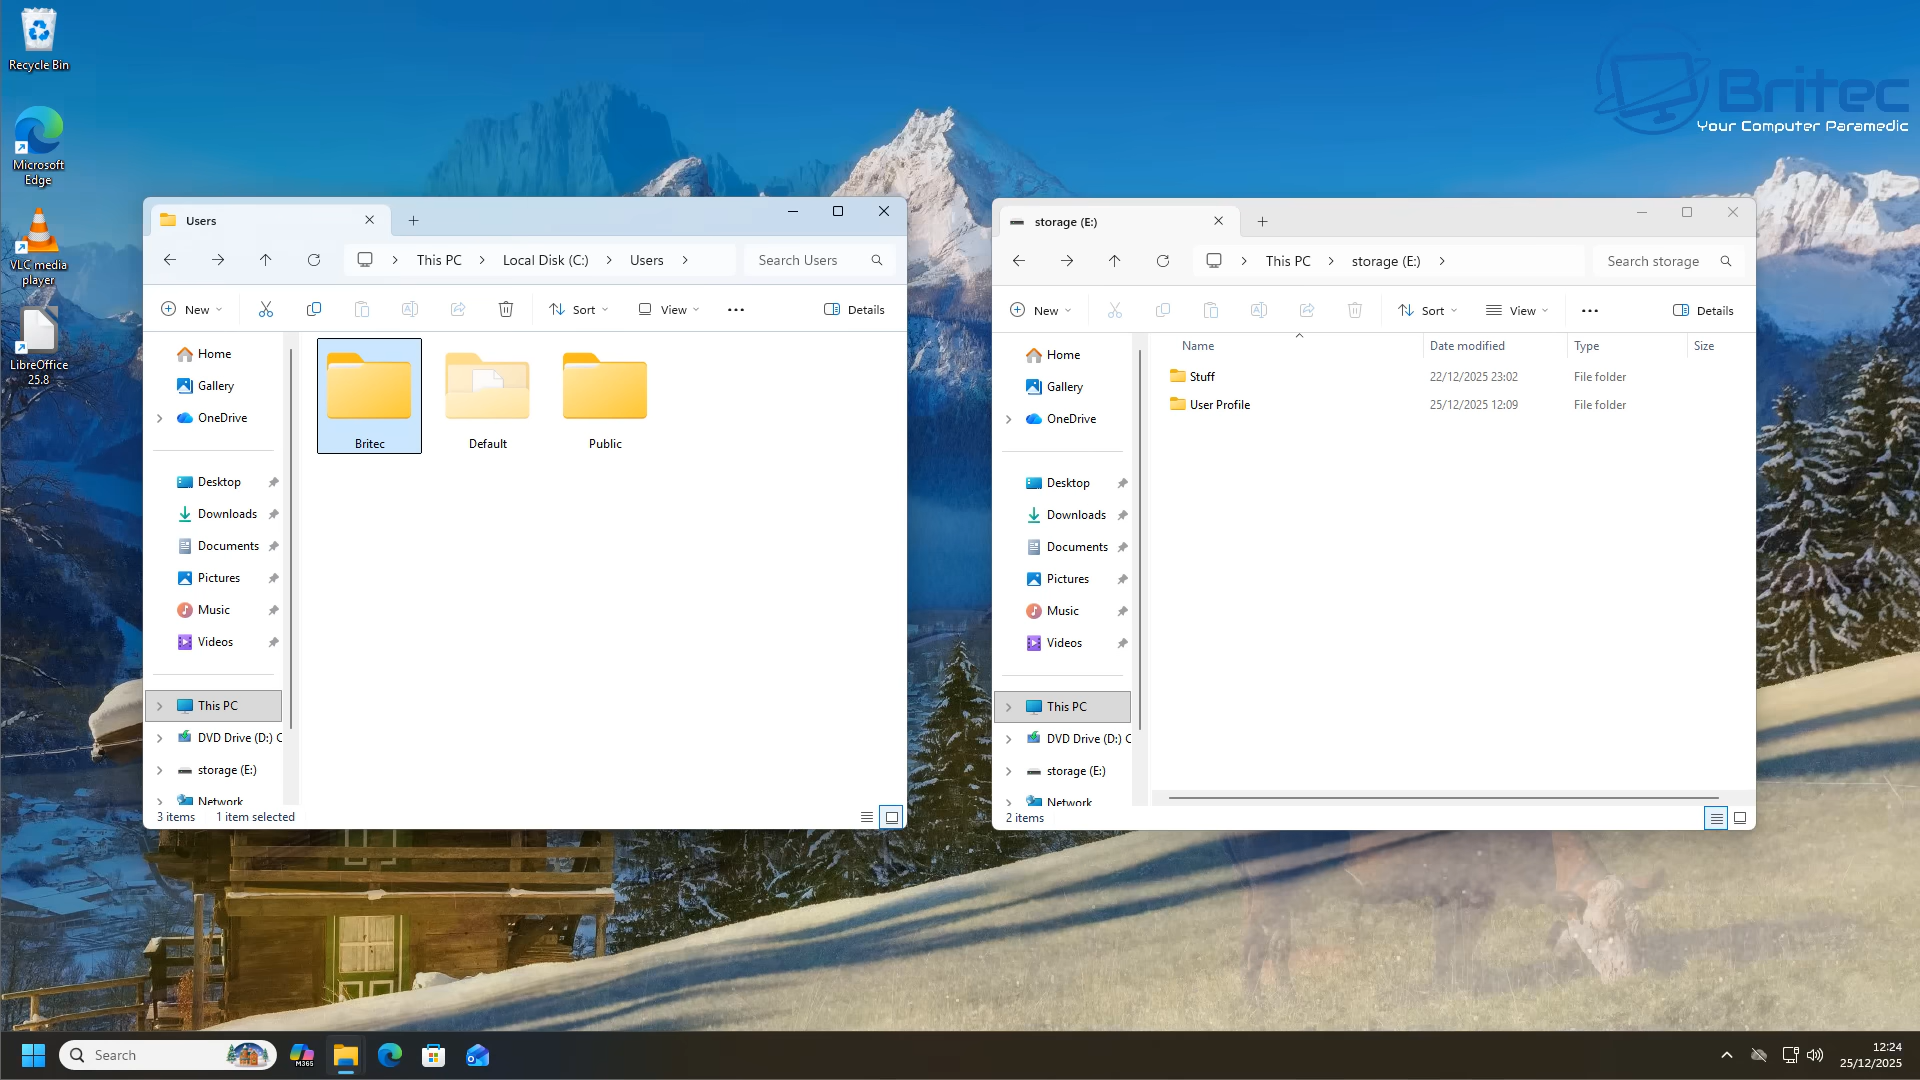 Recycle Bin
Microsoft
Edge
VLC media
player
LibreOffice
25.8
Britec
Your Computer Paramedic
Users
This PC
Local Disk (C:)
Users
Search Users
New
Sort
View
Details
Home
Gallery
OneDrive
Desktop
Downloads
Documents
Pictures
Music
Videos
This PC
DVD Drive (D:) C
storage (E:)
Network
Britec
Default
Public
3 items
1 item selected
storage (E:)
This PC
storage (E:)
Search storage
New
Sort
View
Details
Home
Gallery
OneDrive
Desktop
Downloads
Documents
Pictures
Music
Videos
This PC
DVD Drive (D:) C
storage (E:)
Network
Name Date modified Type Size
Stuff 22/12/2025 23:02 File folder
User Profile 25/12/2025 12:09 File folder
2 items
Search
M365
12:24
25/12/2025